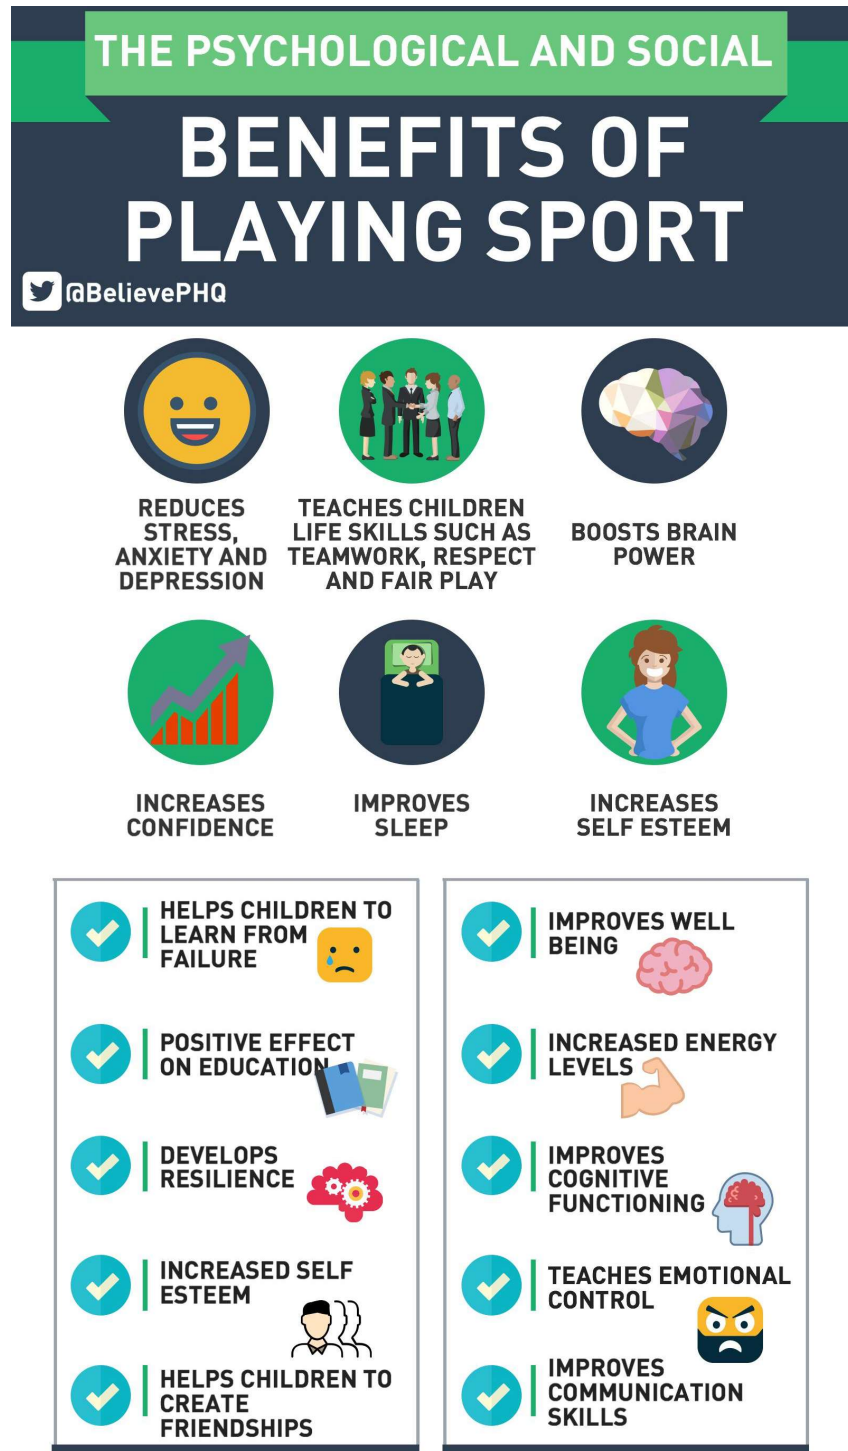 THE PSYCHOLOGICAL AND SOCIAL
BENEFITS OF
PLAYING SPORT
@BelievePHQ
REDUCES
STRESS,
ANXIETY AND
DEPRESSION
TEACHES CHILDREN
LIFE SKILLS SUCH AS
TEAMWORK, RESPECT
AND FAIR PLAY
BOOSTS BRAIN
POWER
INCREASES
CONFIDENCE
IMPROVES
SLEEP
INCREASES
SELF ESTEEM
HELPS CHILDREN TO
LEARN FROM
FAILURE
POSITIVE EFFECT
ON EDUCATION
DEVELOPS
RESILIENCE
INCREASED SELF
ESTEEM
HELPS CHILDREN TO
CREATE
FRIENDSHIPS
IMPROVES WELL
BEING
INCREASED ENERGY
LEVELS
IMPROVES
COGNITIVE
FUNCTIONING
TEACHES EMOTIONAL
CONTROL
IMPROVES
COMMUNICATION
SKILLS